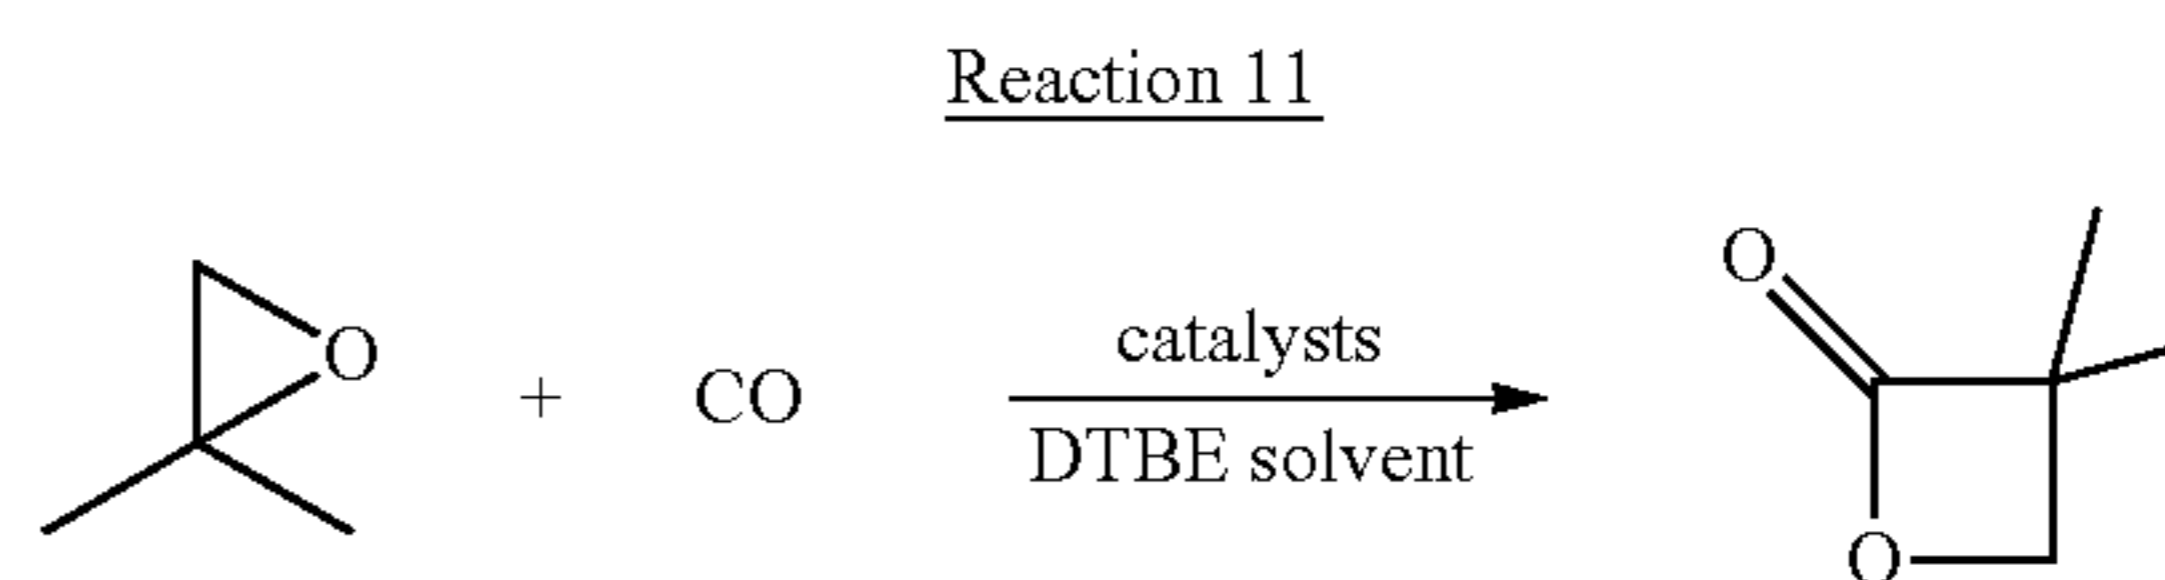 Reaction 11
O
O
catalysts
+ CO
DTBE solvent
O